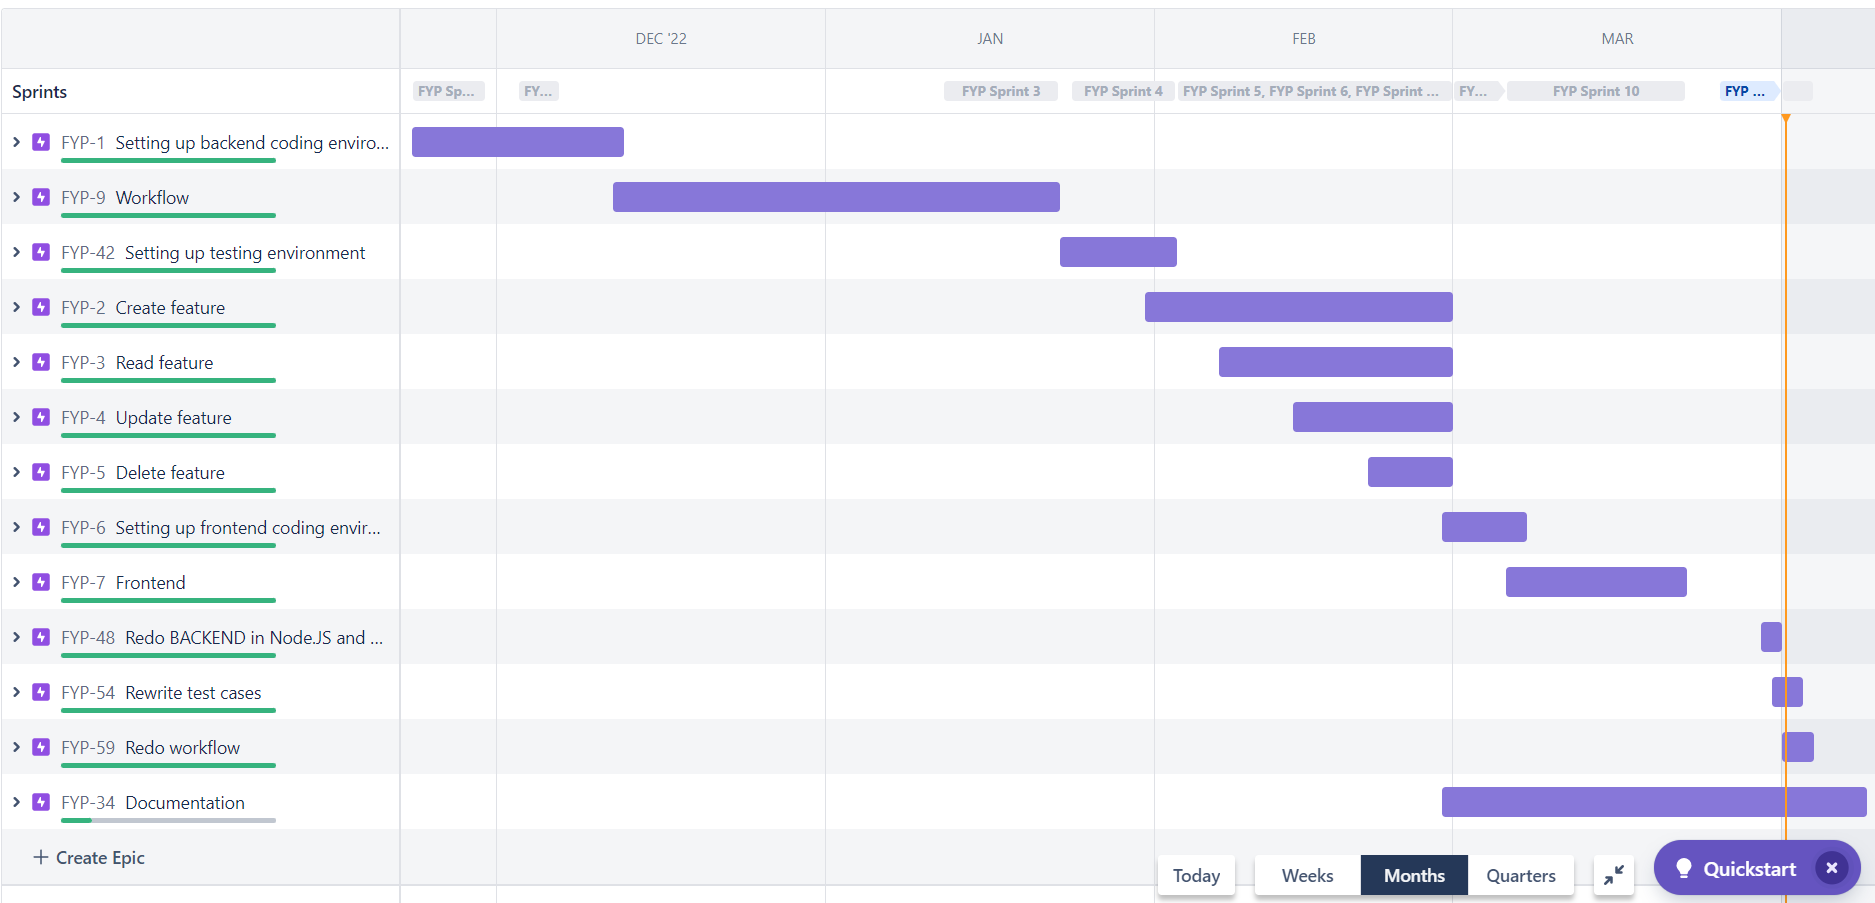 DEC '22 JAN FEB MAR
Sprints FYP Sp... FY... FYP Sprint 3 FYP Sprint 4 FYP Sprint 5, FYP Sprint 6, FYP Sprint ... FY... FYP Sprint 10 FYP ...
FYP-1 Setting up backend coding enviro...
FYP-9 Workflow
FYP-42 Setting up testing environment
FYP-2 Create feature
FYP-3 Read feature
FYP-4 Update feature
FYP-5 Delete feature
FYP-6 Setting up frontend coding envir...
FYP-7 Frontend
FYP-48 Redo BACKEND in Node.JS and ...
FYP-54 Rewrite test cases
FYP-59 Redo workflow
FYP-34 Documentation
+ Create Epic
Today Weeks Months Quarters Quickstart